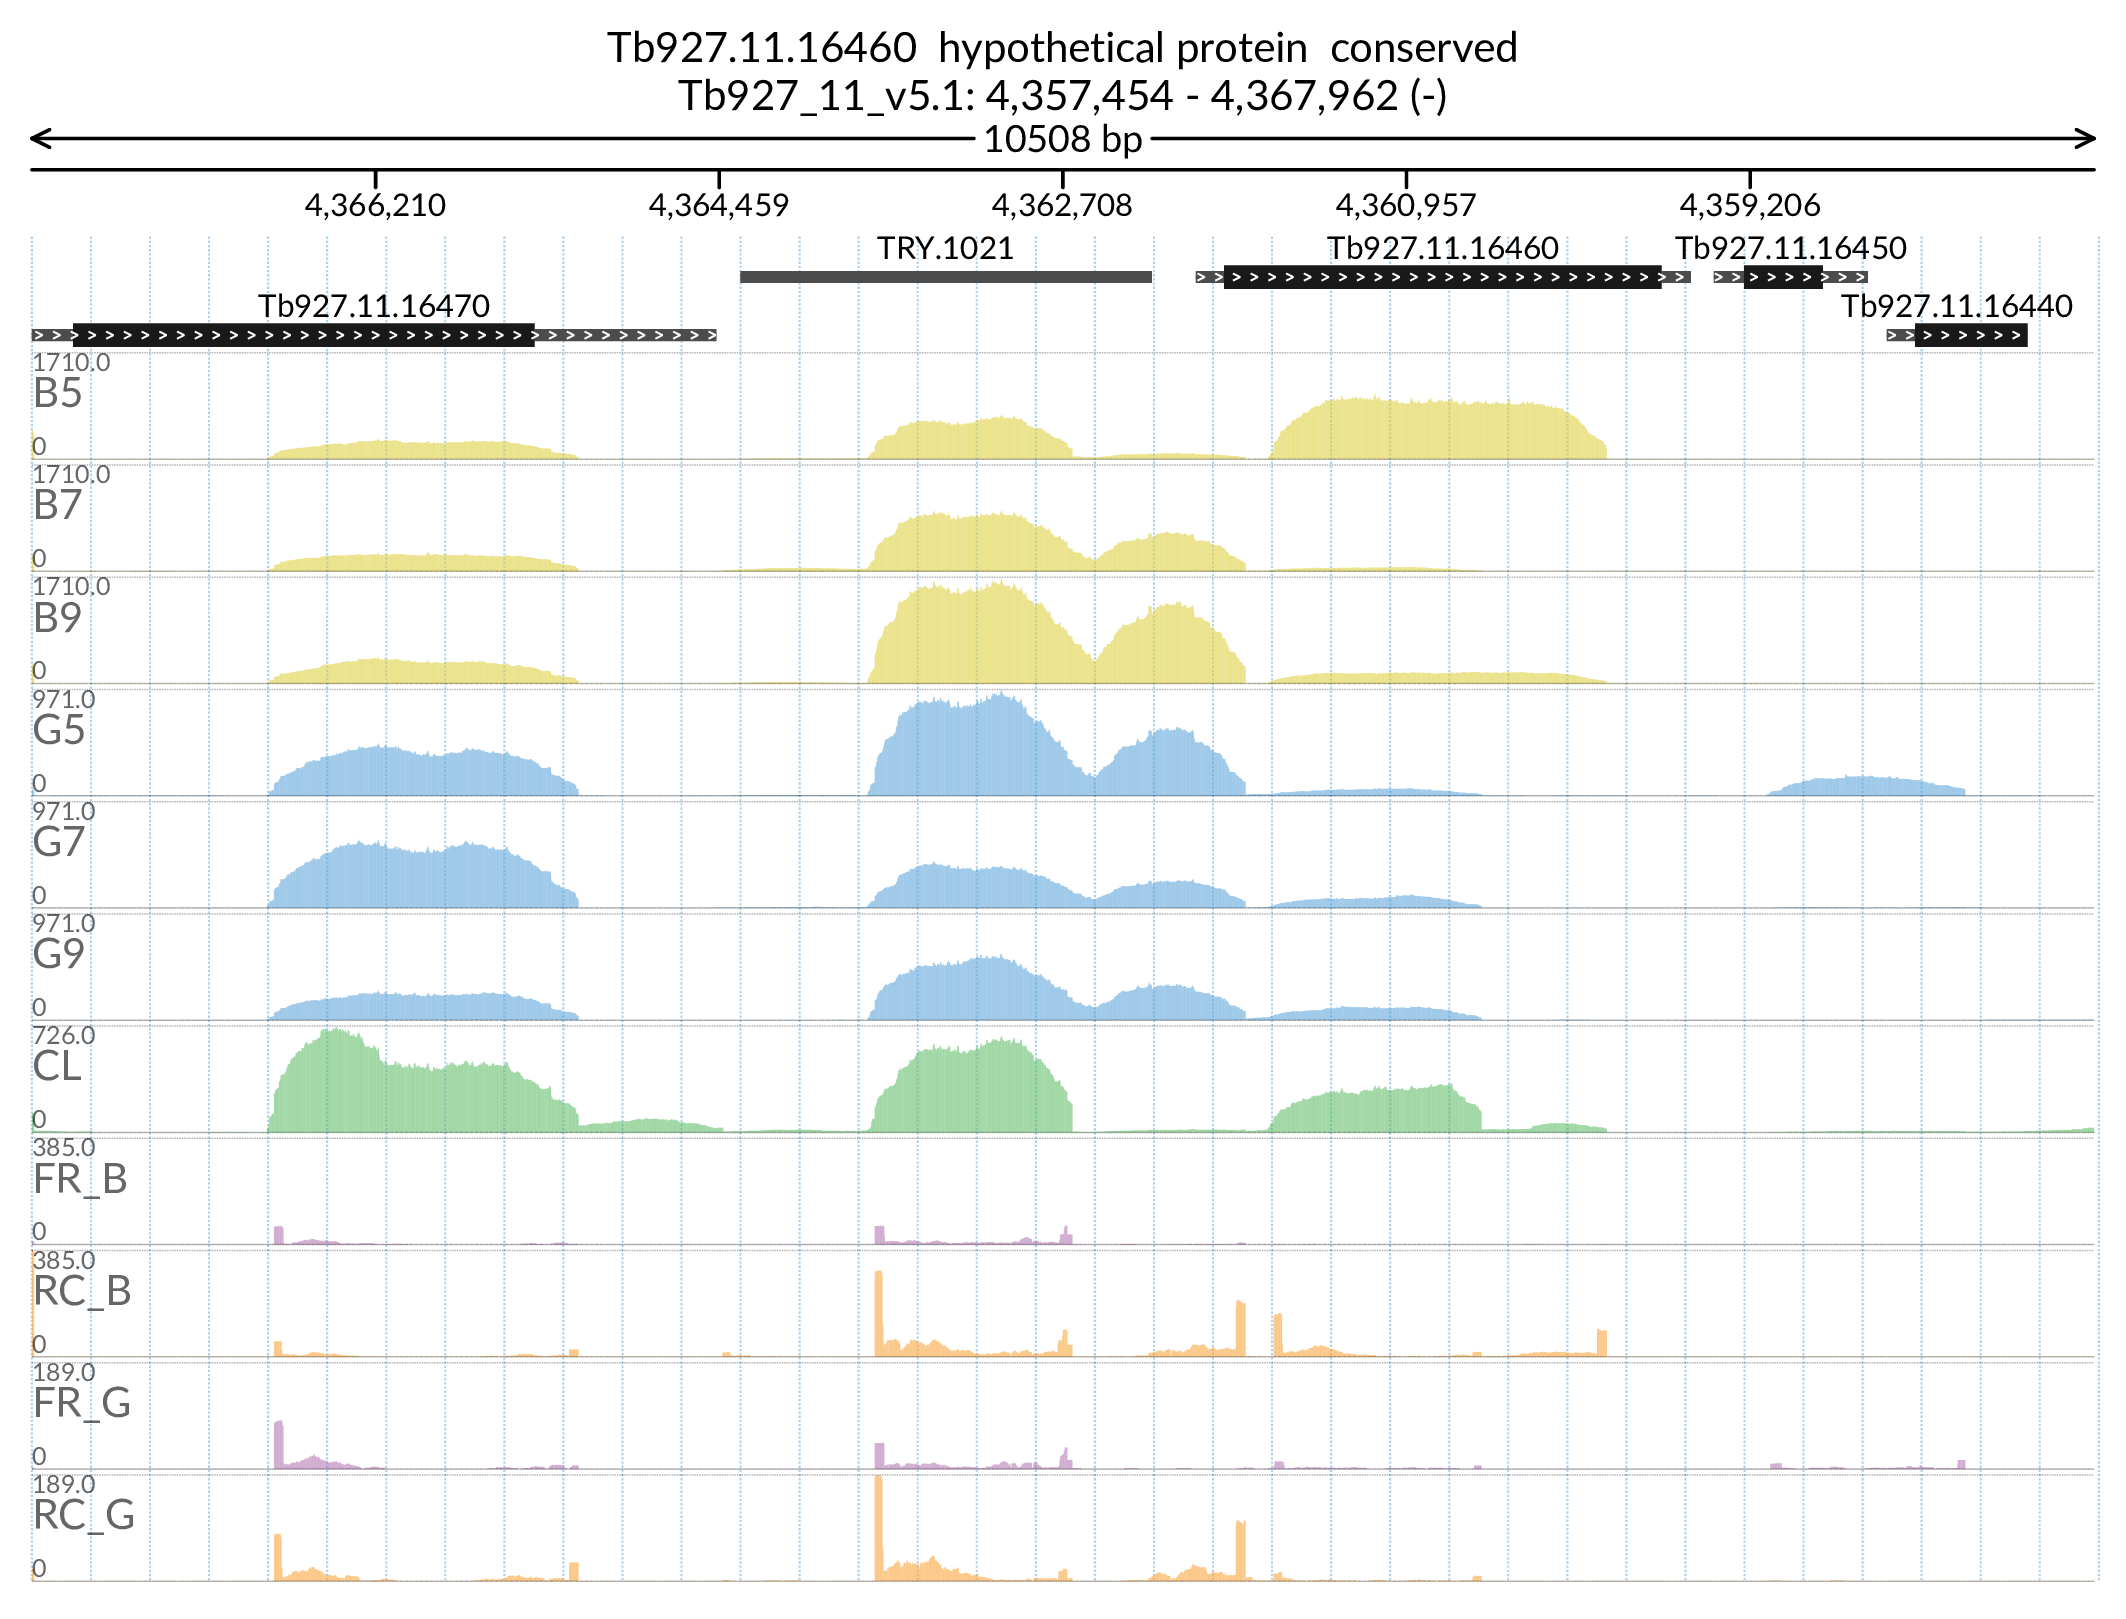 Tb927.11.16460 hypothetical protein conserved
Tb927_11_v5.1: 4,357,454 - 4,367,962 (-)
10508 bp
4,366,210 4,364,459 4,362,708 4,360,957 4,359,206
TRY.1021 Tb927.11.16460 Tb927.11.16450
Tb927.11.16470 Tb927.11.16440
1710.0
B5
0
1710.0
B7
0
1710.0
B9
0
971.0
G5
0
971.0
G7
0
971.0
G9
0
726.0
CL
0
385.0
FR_B
0
385.0
RC_B
0
189.0
FR_G
0
189.0
RC_G
0